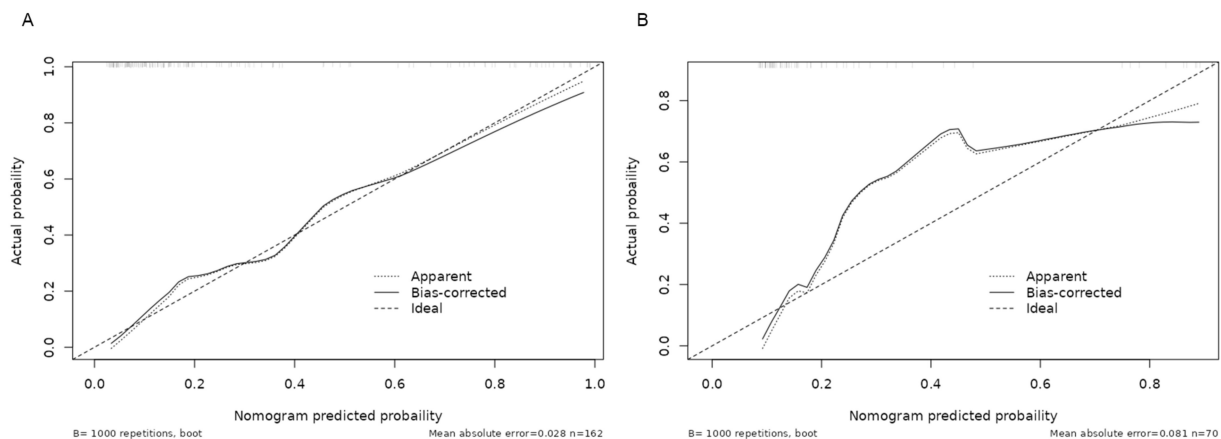 A
Actual probaility
0.0 0.2 0.4 0.6 0.8 1.0
Apparent
Bias-corrected
Ideal
0.0 0.2 0.4 0.6 0.8 1.0
Nomogram predicted probaility
B= 1000 repetitions, boot
Mean absolute error=0.028 n=162
B
Actual probaility
0.0 0.2 0.4 0.6 0.8
Apparent
Bias-corrected
Ideal
0.0 0.2 0.4 0.6 0.8
Nomogram predicted probaility
B= 1000 repetitions, boot
Mean absolute error=0.081 n=70